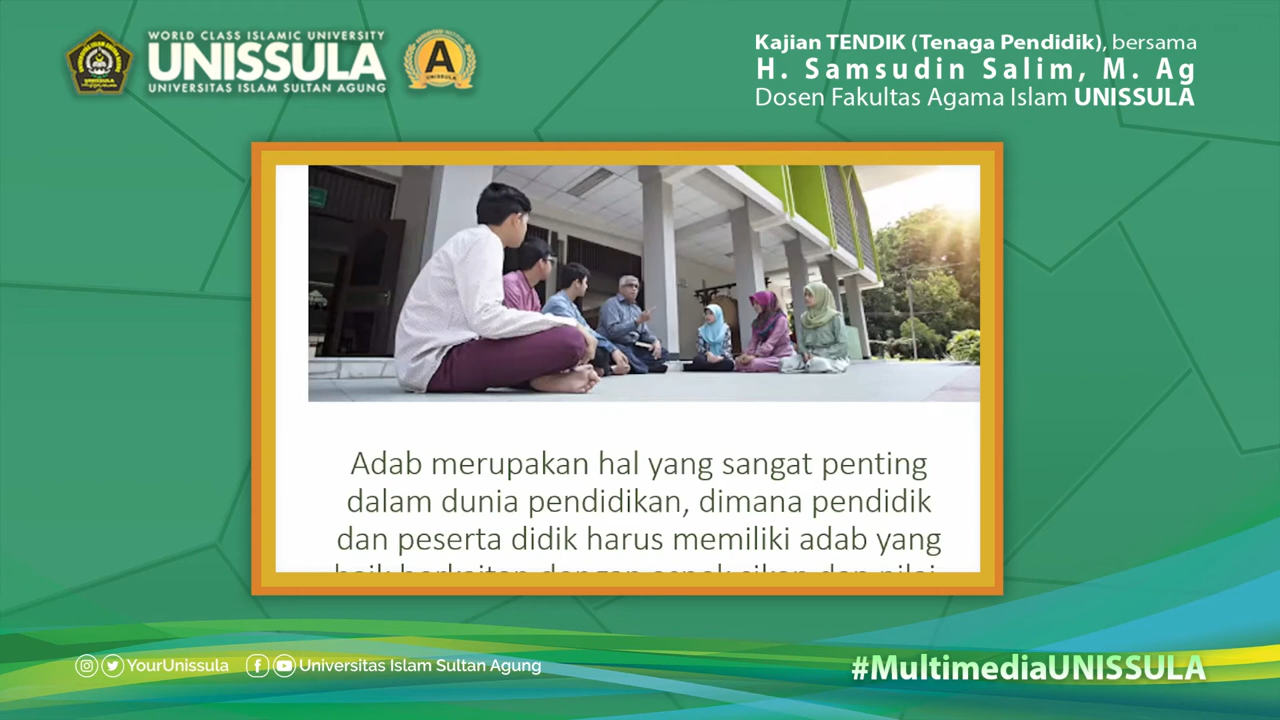 WORLD CLASS ISLAMIC UNIVERSITY
UNISSULA
UNIVERSITAS ISLAM SULTAN AGUNG
A
UNISSULA
Kajian TENDIK (Tenaga Pendidik), bersama
H. Samsudin Salim, M. Ag
Dosen Fakultas Agama Islam UNISSULA
Adab merupakan hal yang sangat penting
dalam dunia pendidikan, dimana pendidik
dan peserta didik harus memiliki adab yang
YourUnissula
Universitas Islam Sultan Agung
#MultimediaUNISSULA